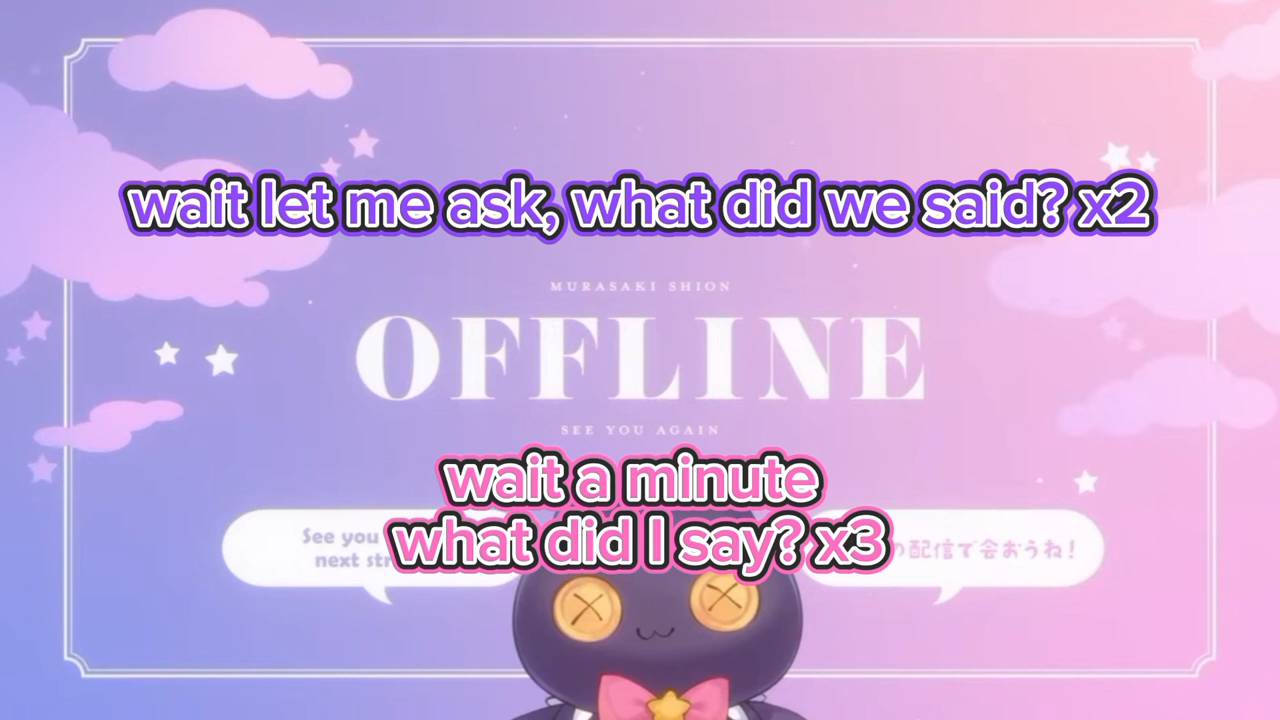 wait let me ask, what did we said? x2
MURASAKI SHION
OFFLINE
SEE YOU AGAIN
wait a minute
what did I say? x3
See you
next
の配信で会おうね!